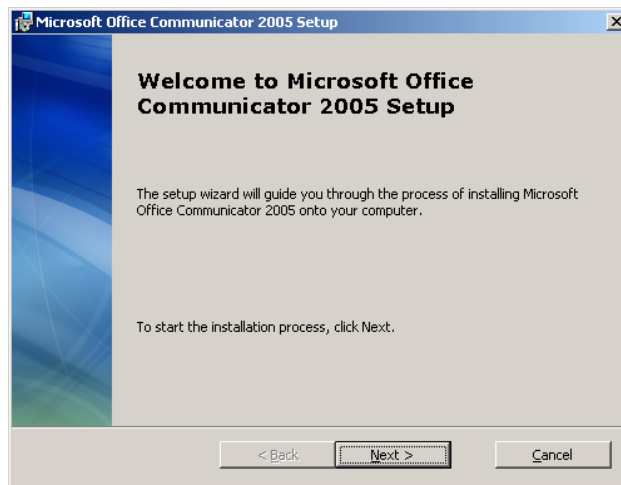 Microsoft Office Communicator 2005 Setup
Welcome to Microsoft Office
Communicator 2005 Setup
The setup wizard will guide you through the process of installing Microsoft
Office Communicator 2005 onto your computer.
To start the installation process, click Next.
< Back Next > Cancel